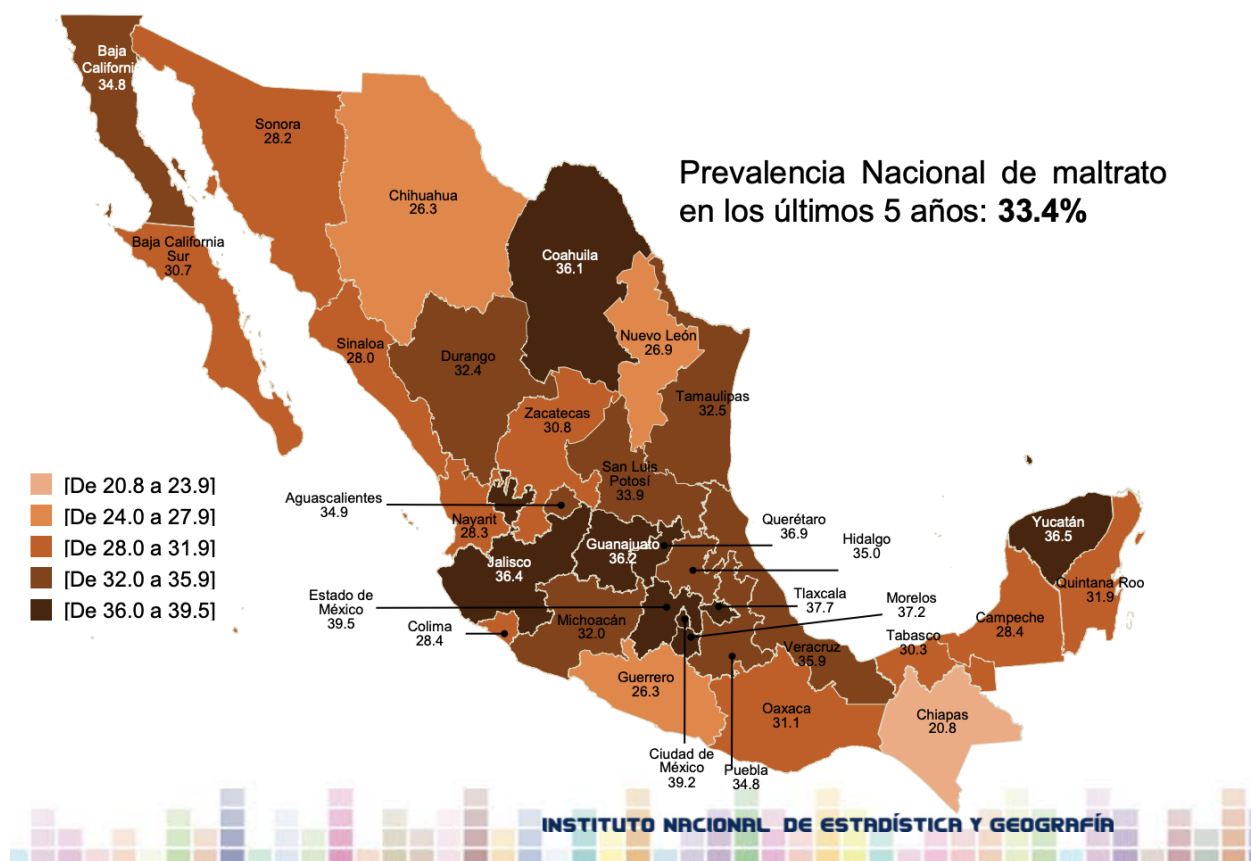 Baja
Californi
34.8
Sonora
28.2
Chihuahua
26.3
Prevalencia Nacional de maltrato
en los últimos 5 años: 33.4%
Baja California
Sur
30.7
Coahuila
36.1
Sinaloa
28.0
Durango
32.4
Nuevo León
26.9
Tamaulipas
32.5
Zacatecas
30.8
San Luis
Potosí
33.9
[De 20.8 a 23.9]
[De 24.0 a 27.9]
[De 28.0 a 31.9]
[De 32.0 a 35.9]
[De 36.0 a 39.5]
Aguascalientes
34.9
Nayarit
28.3
Guanajuato
36.2
Querétaro
36.9
Hidalgo
35.0
Yucatán
36.5
Jalisco
36.4
Quintana Roo
31.9
Estado de
México
39.5
Colima
28.4
Michoacán
32.0
Tlaxcala
37.7
Morelos
37.2
Campeche
28.4
Tabasco
30.3
Veracruz
35.9
Guerrero
26.3
Oaxaca
31.1
Chiapas
20.8
Ciudad de
México
39.2
Puebla
34.8
INSTITUTO NACIONAL DE ESTADÍSTICA Y GEOGRAFÍA